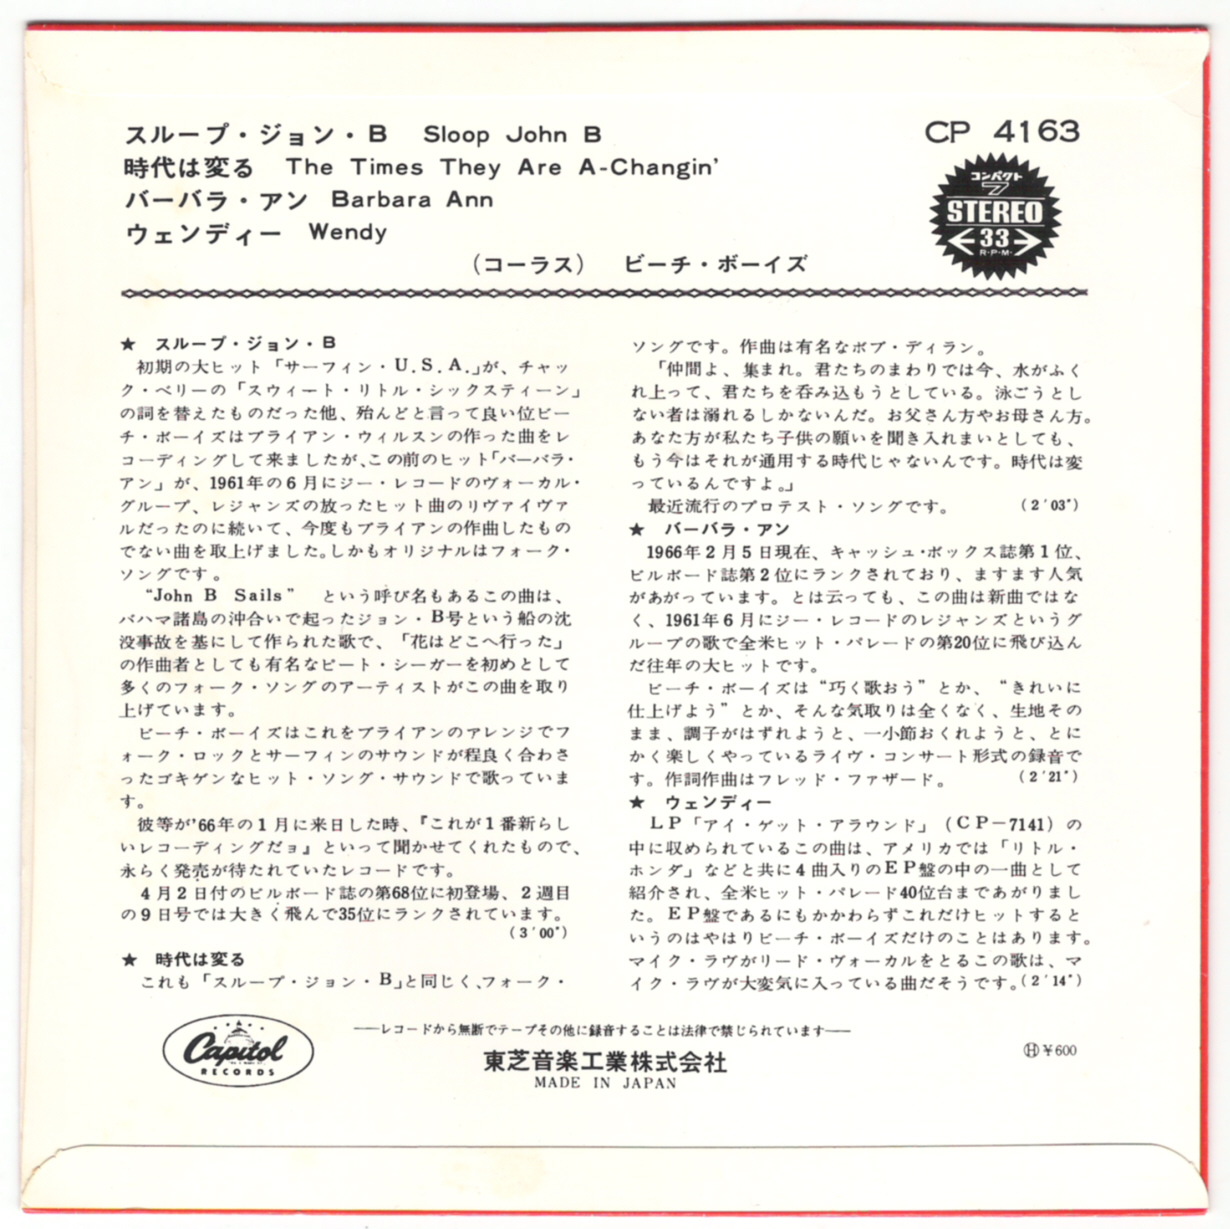 スループ・ジョン・B Sloop John B
時代は変る The Times They Are A-Changin'
バーバラ・アン Barbara Ann
ウェンディー Wendy
(コーラス) ビーチ・ボーイズ
CP 4163
コンパクト
7
STEREO
33
R・P・M・
★ スループ・ジョン・B
初期の大ヒット「サーフィン・U.S.A.」が、チャッ
ク・ベリーの「スウィート・リトル・シックスティーン」
の詞を替えたものだった他、殆んどと言って良い位ビー
チ・ボーイズはブライアン・ウィルスンの作った曲をレ
コーディングして来ましたが、この前のヒット「バーバラ・
アン」が、1961年の6月にジー・レコードのヴォーカル・
グループ、レジャンズの放ったヒット曲のリヴァイヴァ
ルだったのに続いて、今度もブライアンの作曲したもの
でない曲を取上げました。しかもオリジナルはフォーク・
ソングです。
“John B Sails” という呼び名もあるこの曲は、
バハマ諸島の沖合いで起ったジョン・B号という船の沈
没事故を基にして作られた歌で、「花はどこへ行った」
の作曲者としても有名なピート・シーガーを初めとして
多くのフォーク・ソングのアーティストがこの曲を取り
上げています。
ビーチ・ボーイズはこれをブライアンのアレンジでフ
ォーク・ロックとサーフィンのサウンドが程良く合わさ
ったゴキゲンなヒット・ソング・サウンドで歌っていま
す。
彼等が'66年の1月に来日した時、『これが1番新らし
いレコーディングだョ』といって聞かせてくれたもので、
永らく発売が待たれていたレコードです。
4月2日付のビルボード誌の第68位に初登場、2週目
の9日号では大きく飛んで35位にランクされています。
(3'00")
★ 時代は変る
これも「スループ・ジョン・B」と同じく、フォーク・
ソングです。作曲は有名なボブ・ディラン。
「仲間よ、集まれ。君たちのまわりでは今、水がふく
れ上って、君たちを呑み込もうとしている。泳ごうとし
ない者は溺れるしかないんだ。お父さん方やお母さん方。
あなた方が私たち子供の願いを聞き入れまいとしても、
もう今はそれが通用する時代じゃないんです。時代は変
っているんですよ。」
最近流行のプロテスト・ソングです。 (2'03")
★ バーバラ・アン
1966年2月5日現在、キャッシュ・ボックス誌第1位、
ビルボード誌第2位にランクされており、ますます人気
があがっています。とは云っても、この曲は新曲ではな
く、1961年6月にジー・レコードのレジャンズというグ
ループの歌で全米ヒット・パレードの第20位に飛び込ん
だ往年の大ヒットです。
ビーチ・ボーイズは“巧く歌おう”とか、“きれいに
仕上げよう”とか、そんな気取りは全くなく、生地その
まま、調子がはずれようと、一小節おくれようと、とに
かく楽しくやっているライヴ・コンサート形式の録音で
す。作詞作曲はフレッド・ファザード。 (2'21")
★ ウェンディー
LP「アイ・ゲット・アラウンド」(CP−7141)の
中に収められているこの曲は、アメリカでは「リトル・
ホンダ」などと共に4曲入りのEP盤の中の一曲として
紹介され、全米ヒット・パレード40位台まであがりまし
た。EP盤であるにもかかわらずこれだけヒットすると
いうのはやはりビーチ・ボーイズだけのことはあります。
マイク・ラヴがリード・ヴォーカルをとるこの歌は、マ
イク・ラヴが大変気に入っている曲だそうです。(2'14")
Capitol
RECORDS
——レコードから無断でテープその他に録音することは法律で禁じられています——
東芝音楽工業株式会社
MADE IN JAPAN
Ⓗ￥600